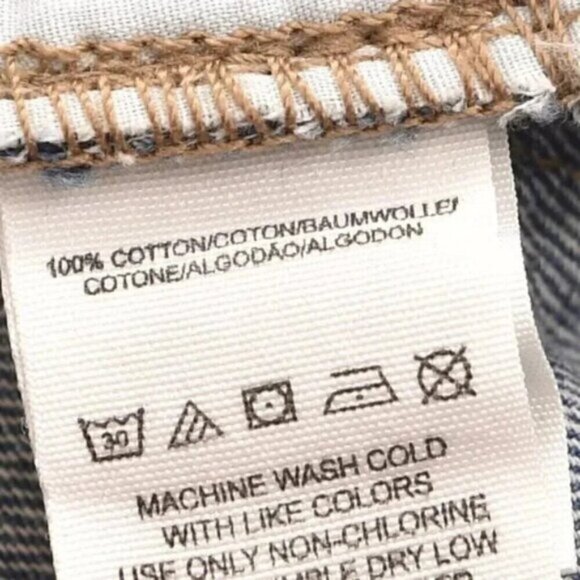 100% COTTON/COTON/BAUMWOLLE/
COTONE/ALGODÃO/ALGODON
30
MACHINE WASH COLD
WITH LIKE COLORS
USE ONLY NON-CHLORINE
DRY LOW